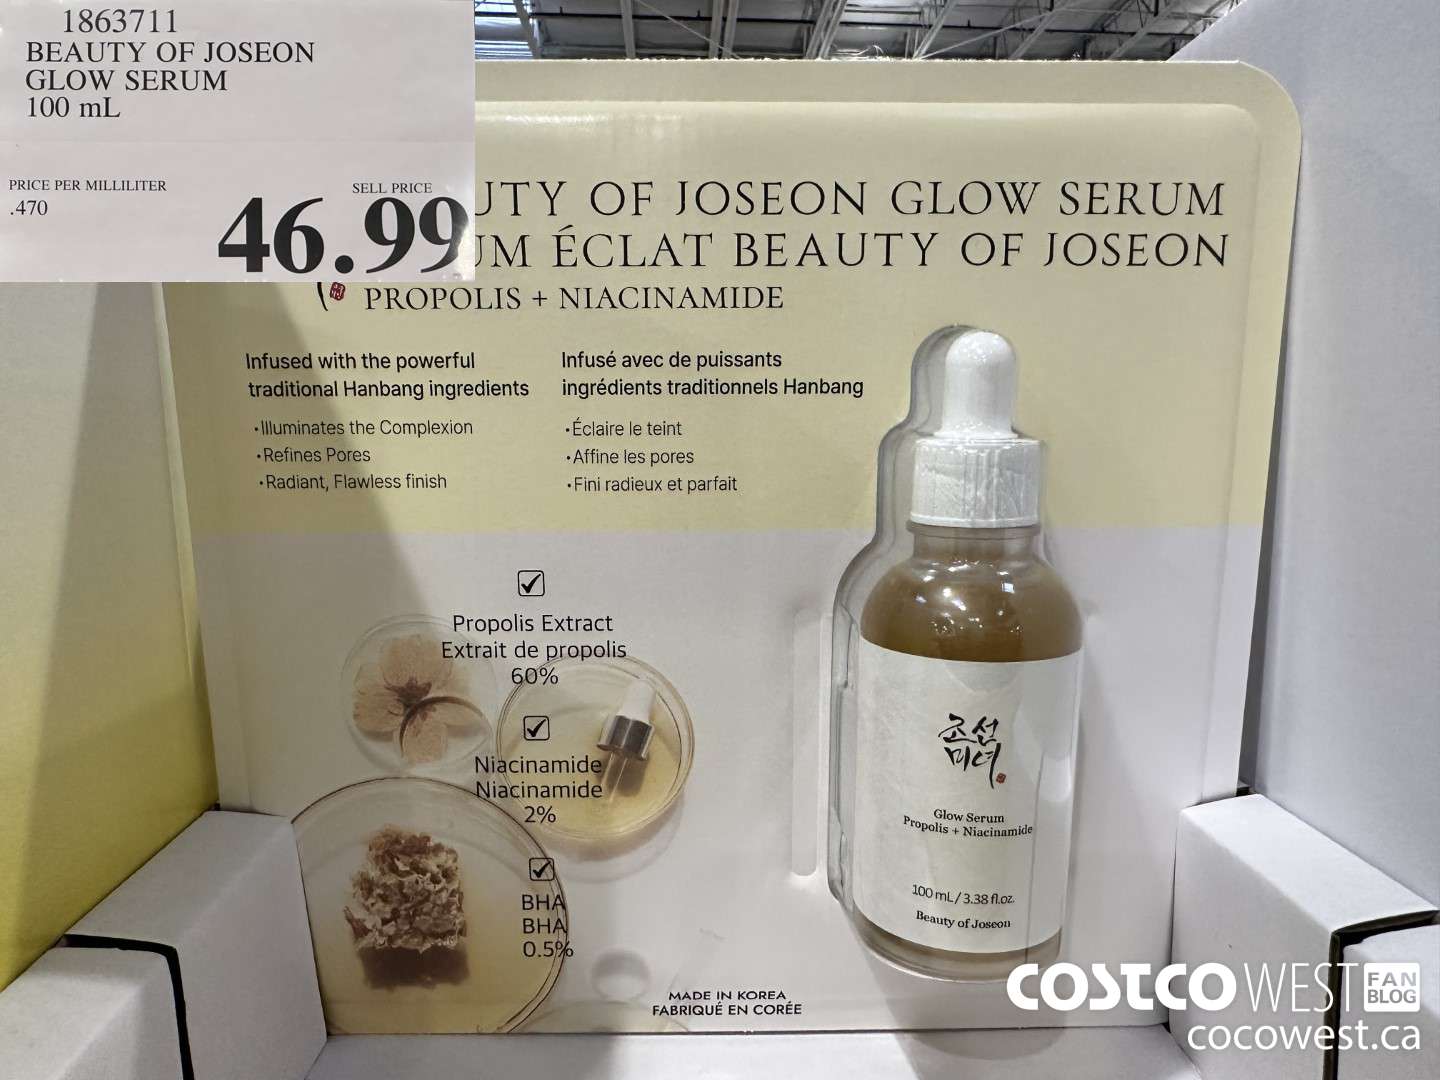 1863711
BEAUTY OF JOSEON
GLOW SERUM
100 mL
PRICE PER MILLILITER
.470
SELL PRICE
46.99
UTY OF JOSEON GLOW SERUM
UM ÉCLAT BEAUTY OF JOSEON
PROPOLIS + NIACINAMIDE
Infused with the powerful
traditional Hanbang ingredients
•Illuminates the Complexion
•Refines Pores
•Radiant, Flawless finish
Infusé avec de puissants
ingrédients traditionnels Hanbang
•Éclaire le teint
•Affine les pores
•Fini radieux et parfait
Propolis Extract
Extrait de propolis
60%
Niacinamide
Niacinamide
2%
BHA
BHA
0.5%
MADE IN KOREA
FABRIQUÉ EN CORÉE
조선
미녀
Glow Serum
Propolis + Niacinamide
100 mL / 3.38 fl.oz.
Beauty of Joseon
COSTCO WEST FAN BLOG
cocowest.ca